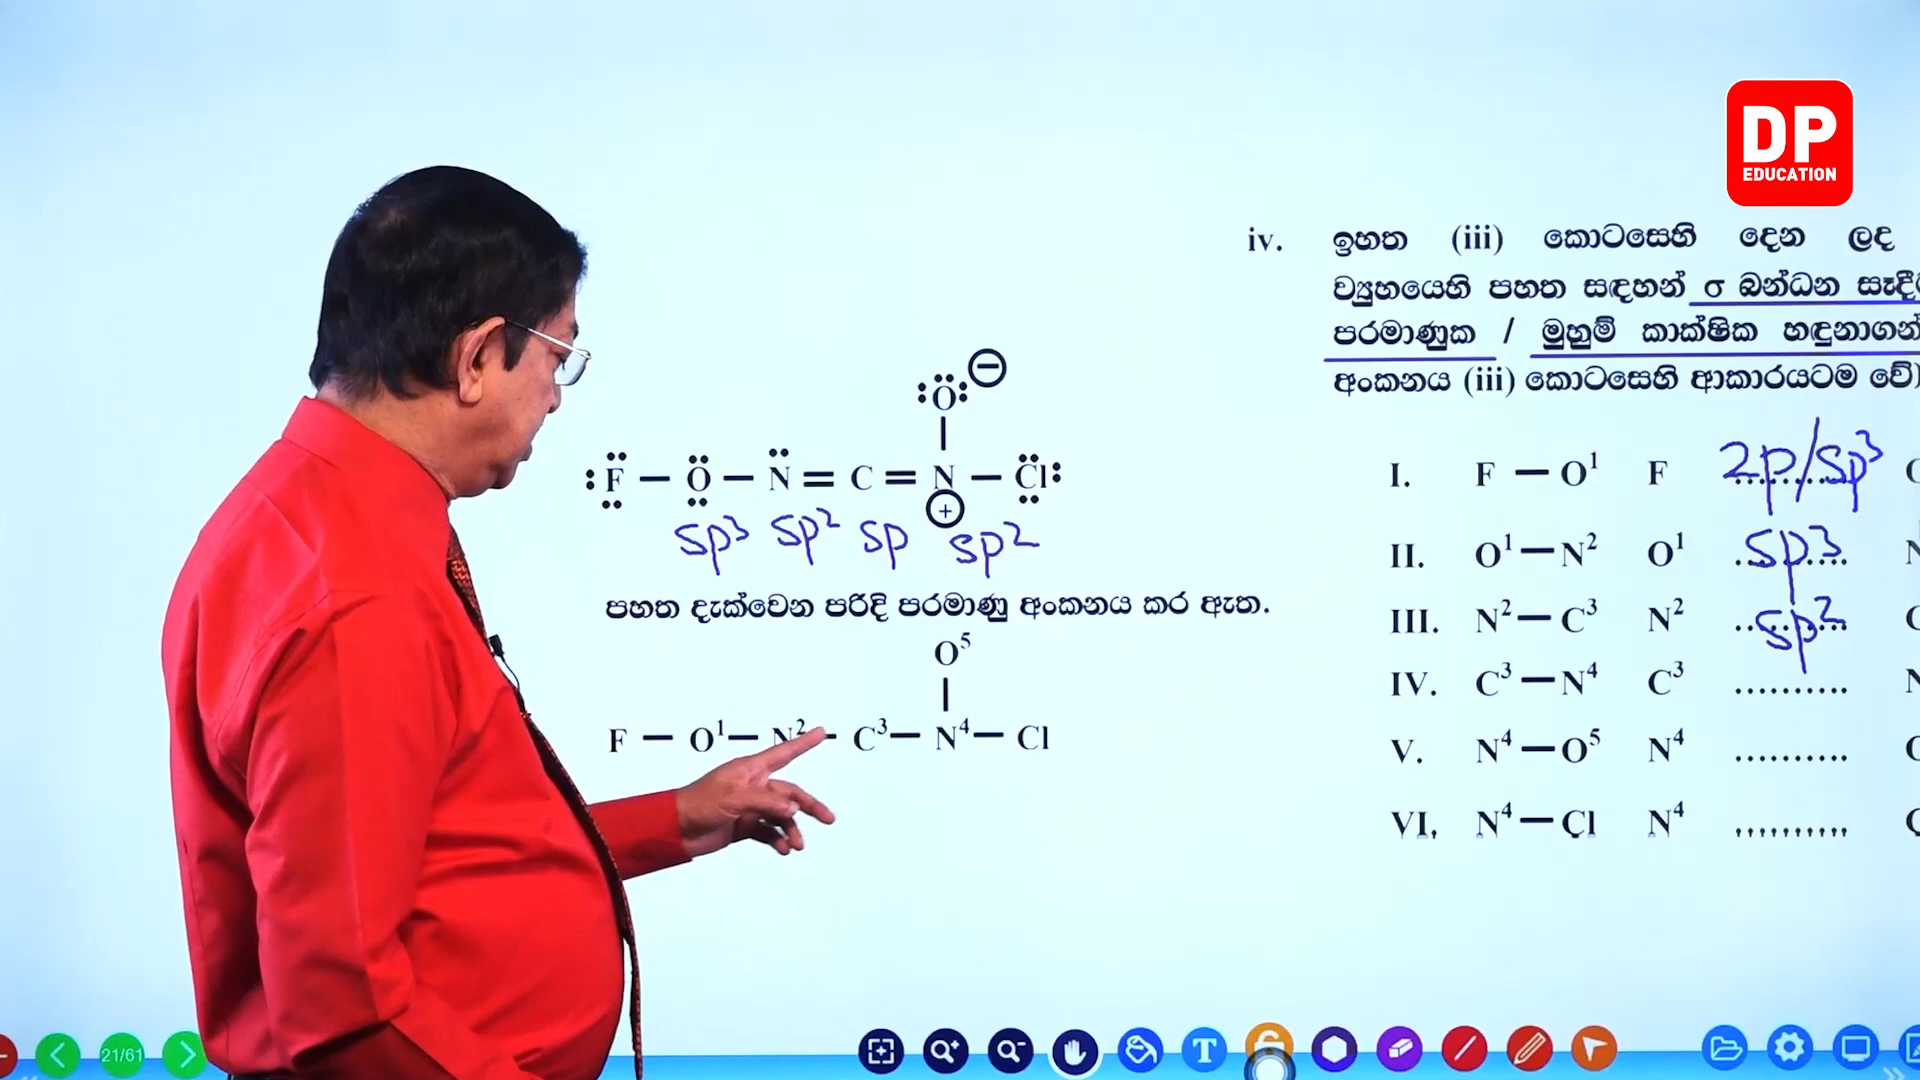 DP
EDUCATION
iv. ඉහත (iii) කොටසෙහි දෙන ලද
ව්‍යුහයෙහි පහත සඳහන් σ බන්ධන
පරමාණුක / මුහුම් කාක්ෂික
අංකනය (iii) කොටසෙහි ආකාරයටම වේ)
O ⊖
F — O — N = C = N — Cl
⊕
sp³ sp² sp sp²
පහත දැක්වෙන පරිදි පරමාණු අංකනය කර ඇත.
O⁵
F — O¹ — N² - C³ — N⁴ — Cl
I. F — O¹ F 2p/sp³
II. O¹ — N² O¹ sp³
III. N² — C³ N² sp²
IV. C³ — N⁴ C³ ..........
V. N⁴ — O⁵ N⁴ ..........
VI. N⁴ — Cl N⁴ ..........
21/61
T